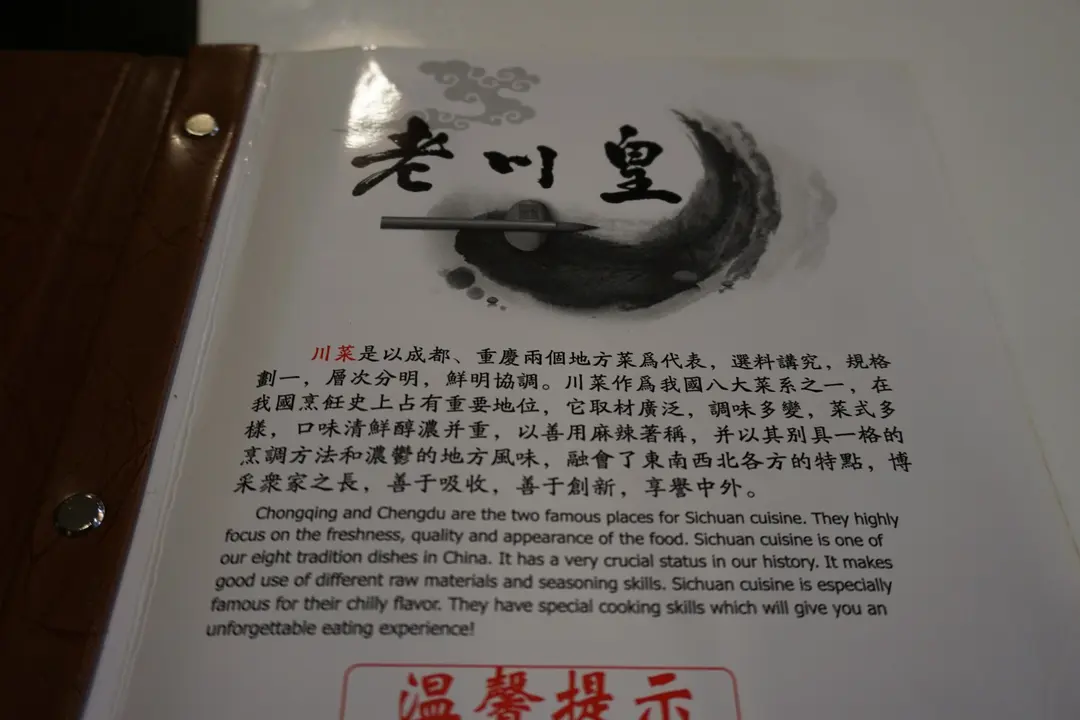 老川皇
川菜是以成都、重慶兩個地方菜爲代表，選料講究，規格
劃一，層次分明，鮮明協調。川菜作爲我國八大菜系之一，在
我國烹飪史上占有重要地位，它取材廣泛，調味多變，菜式多
樣，口味清鮮醇濃并重，以善用麻辣著稱，并以其别具一格的
烹調方法和濃鬱的地方風味，融會了東南西北各方的特點，博
采衆家之長，善于吸收，善于創新，享譽中外。
Chongqing and Chengdu are the two famous places for Sichuan cuisine. They highly
focus on the freshness, quality and appearance of the food. Sichuan cuisine is one of
our eight tradition dishes in China. It has a very crucial status in our history. It makes
good use of different raw materials and seasoning skills. Sichuan cuisine is especially
famous for their chilly flavor. They have special cooking skills which will give you an
unforgettable eating experience!
温馨提示